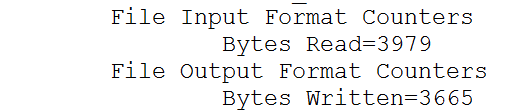 File Input Format Counters
Bytes Read=3979
File Output Format Counters
Bytes Written=3665